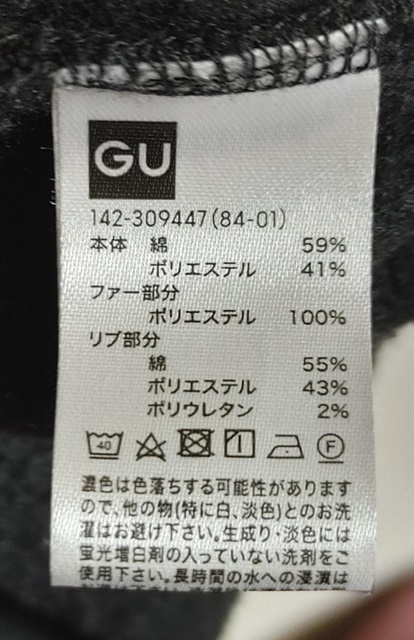 GU
142-309447(84-01)
本体 綿 59%
ポリエステル 41%
ファー部分
ポリエステル 100%
リブ部分
綿 55%
ポリエステル 43%
ポリウレタン 2%
40 F
濃色は色落ちする可能性があります
ので、他の物(特に白、淡色)とのお洗
濯はお避け下さい。生成り・淡色には
蛍光増白剤の入っていない洗剤をご
使用下さい。長時間の水への浸漬は